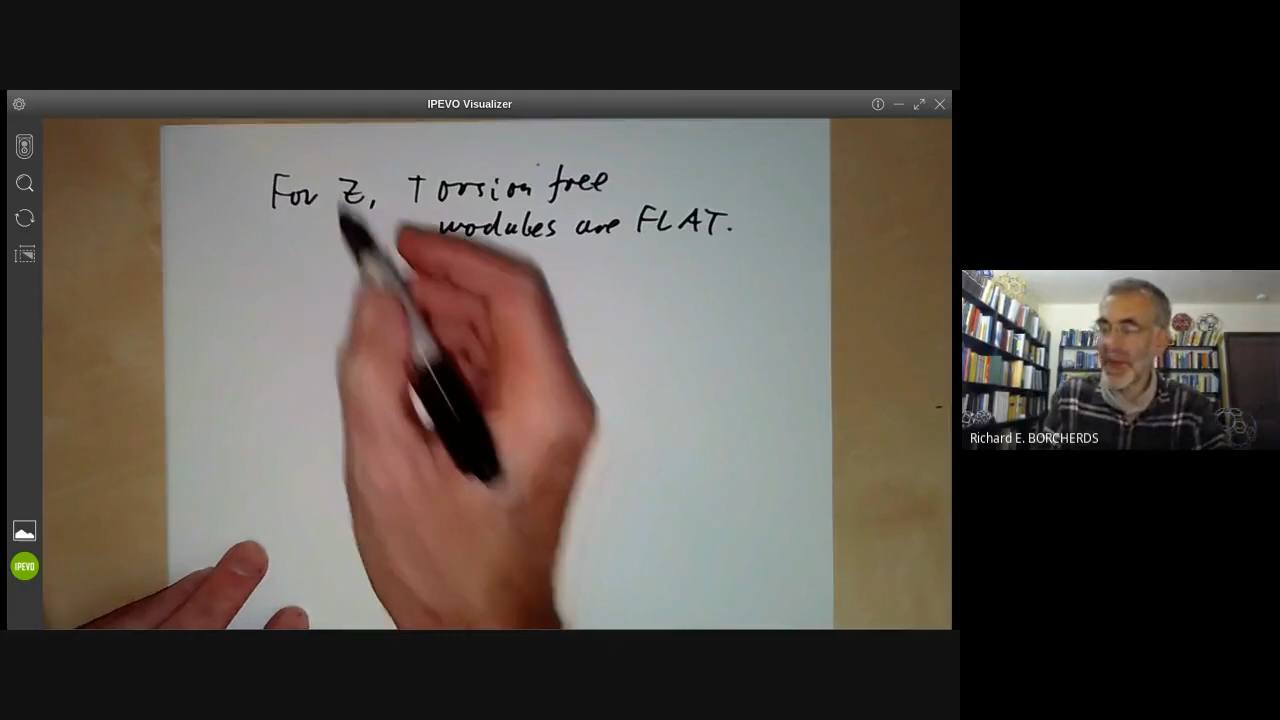 IPEVO Visualizer
For Z, Torsion free
modules are FLAT.
IPEVO
Richard E. BORCHERDS